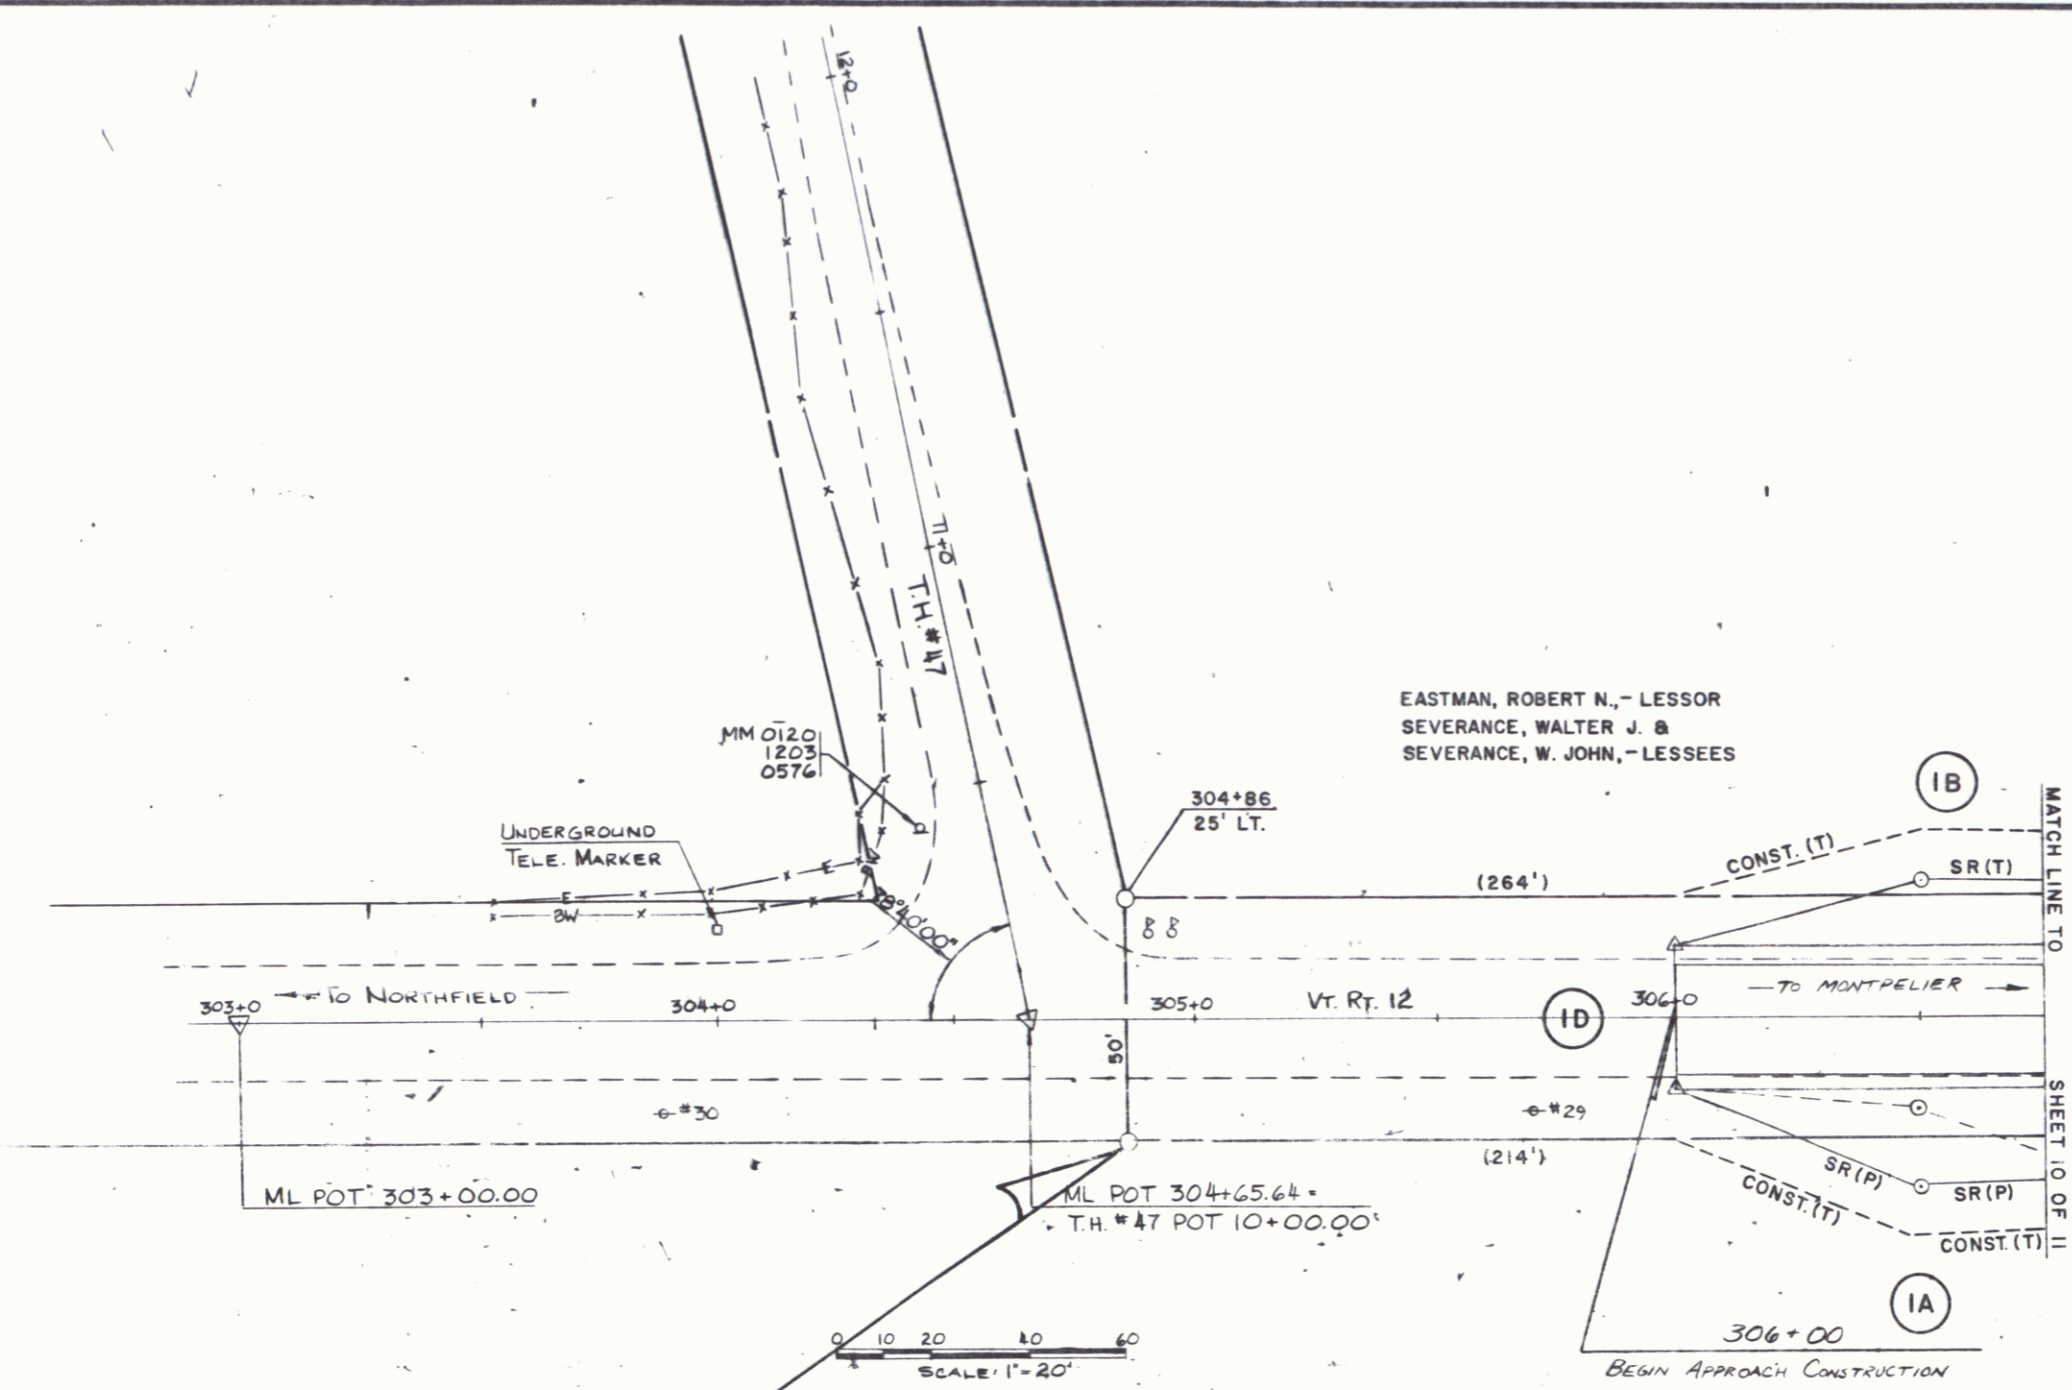 12+0
11+0
T.H. #47
MM 0120
1203
0576
UNDERGROUND
TELE. MARKER
E
E
BW
78°40'00"
304+86
25' LT.
EASTMAN, ROBERT N.,- LESSOR
SEVERANCE, WALTER J. &
SEVERANCE, W. JOHN,- LESSEES
1B
CONST. (T)
SR(T)
(264')
MATCH LINE TO
SHEET 10 OF 11
303+0
TO NORTHFIELD
304+0
305+0
VT. RT. 12
1D
306+0
TO MONTPELIER
50'
#30
#29
(214')
SR(P)
SR(P)
CONST.(T)
CONST.(T)
ML POT 303+00.00
ML POT 304+65.64 =
T.H. #47 POT 10+00.00
1A
306+00
BEGIN APPROACH CONSTRUCTION
0 10 20 40 60
SCALE: 1"=20'